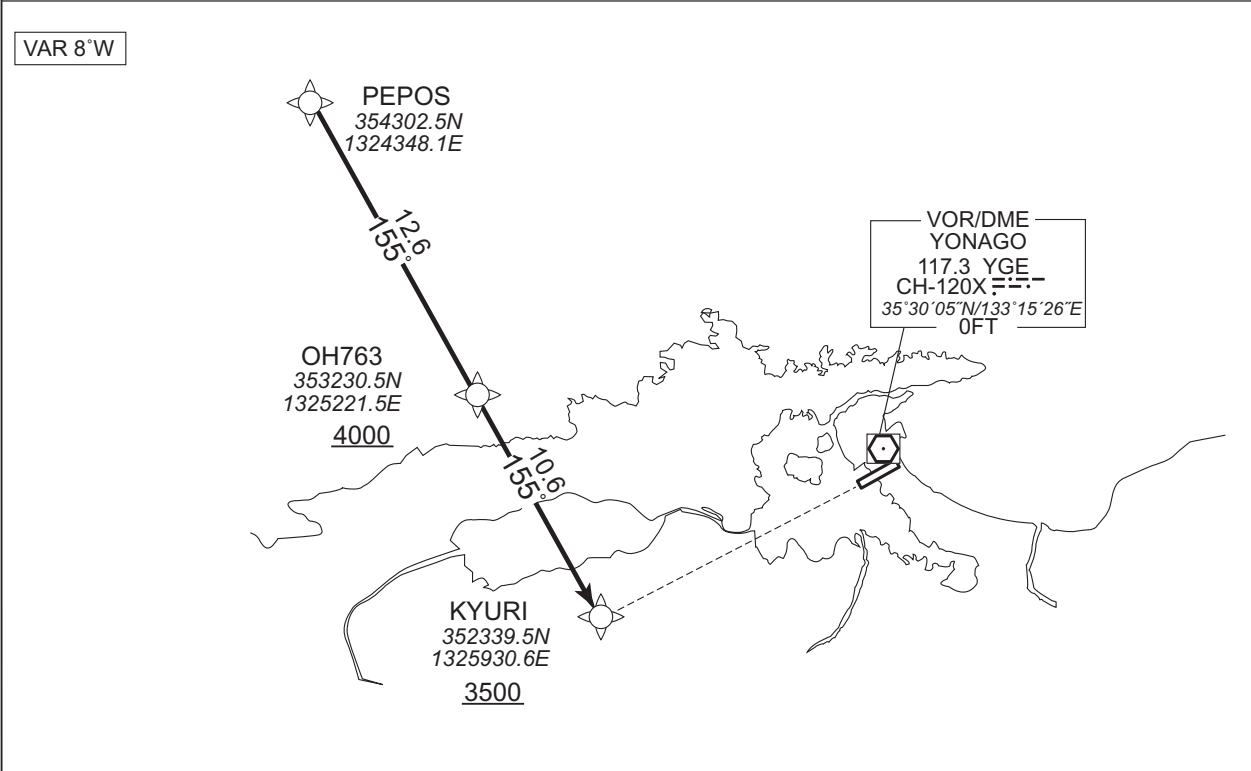 VAR 8˚W
PEPOS
354302.5N
1324348.1E
12.6
155˚
VOR/DME
YONAGO
117.3 YGE
CH-120X
35˚30´05˝N/133˚15´26˝E
0FT
OH763
353230.5N
1325221.5E
4000
10.6
155˚
KYURI
352339.5N
1325930.6E
3500